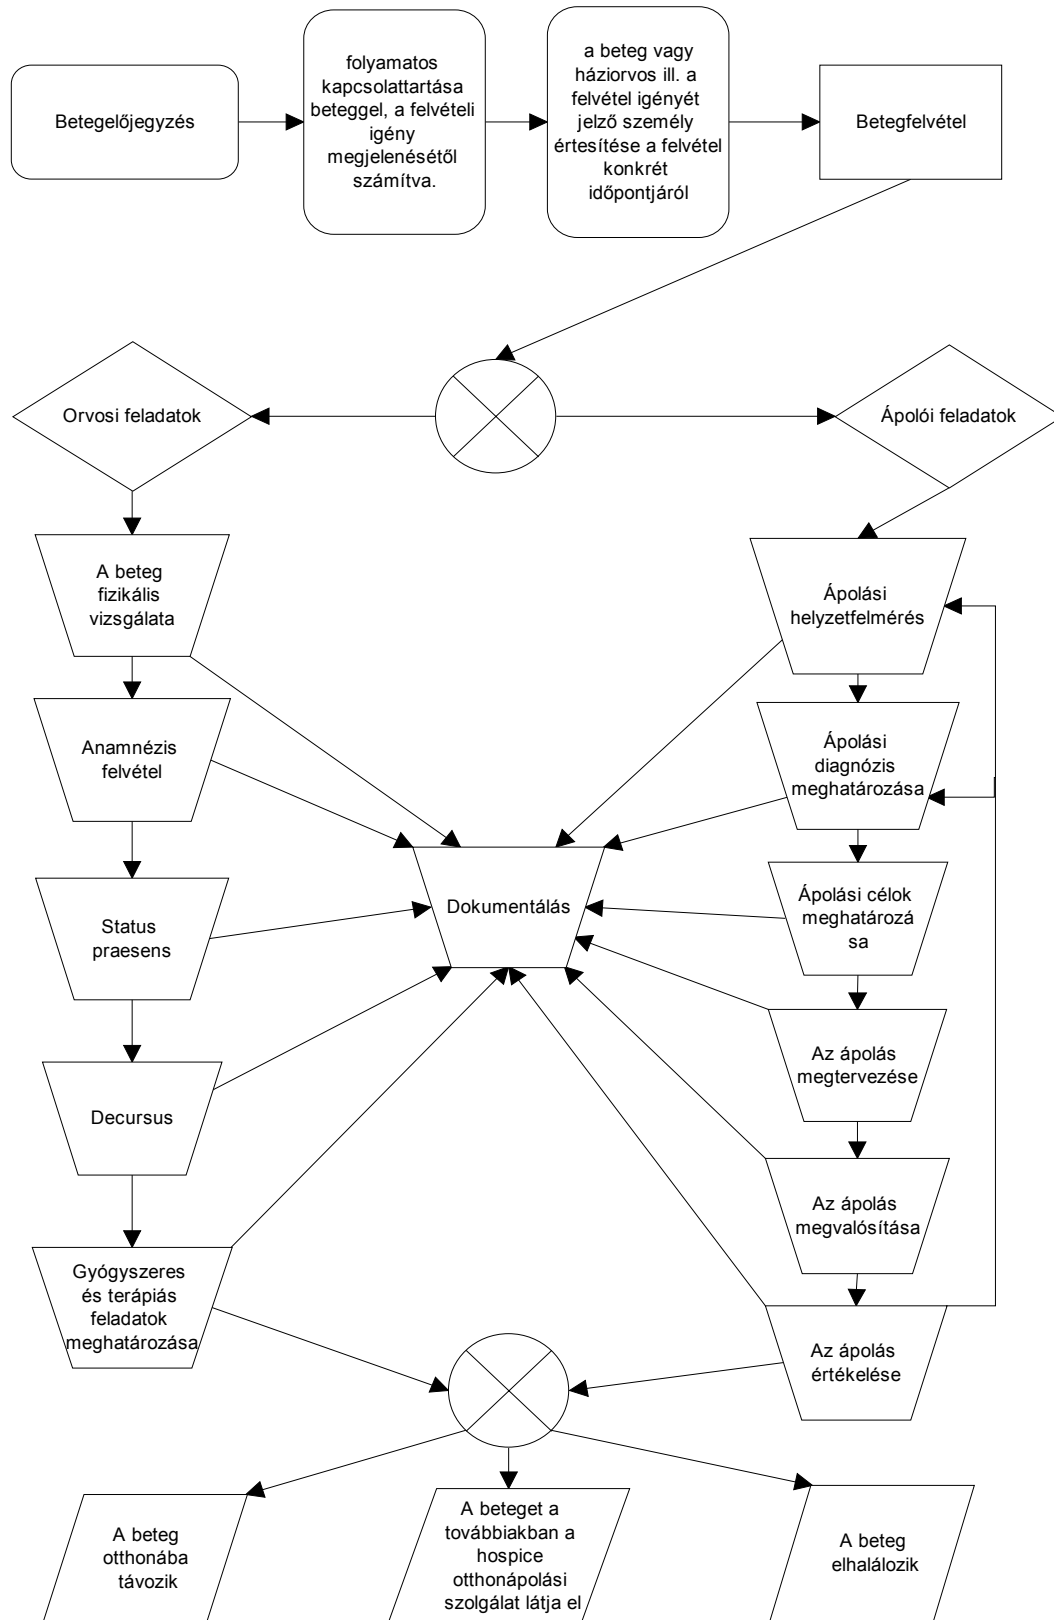 Betegelőjegyzés
folyamatos
kapcsolattartása
beteggel, a felvételi
igény
megjelenésétől
számítva.
a beteg vagy
háziorvos ill. a
felvétel igényét
jelző személy
értesítése a felvétel
konkrét
időpontjáról
Betegfelvétel
Orvosi feladatok
Ápolói feladatok
A beteg
fizikális
vizsgálata
Ápolási
helyzetfelmérés
Anamnézis
felvétel
Ápolási
diagnózis
meghatározása
Status
praesens
Dokumentálás
Ápolási célok
meghatározá
sa
Decursus
Az ápolás
megtervezése
Az ápolás
megvalósítása
Gyógyszeres
és terápiás
feladatok
meghatározása
Az ápolás
értékelése
A beteg
otthonába
távozik
A beteget a
továbbiakban a
hospice
otthonápolási
szolgálat látja el
A beteg
elhalálozik